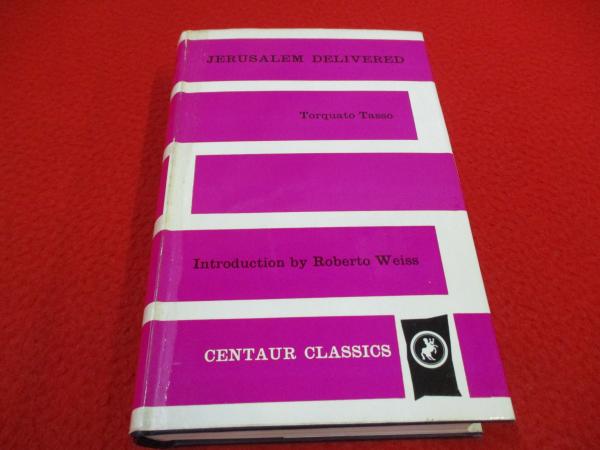 JERUSALEM DELIVERED
Torquato Tasso
Introduction by Roberto Weiss
CENTAUR CLASSICS